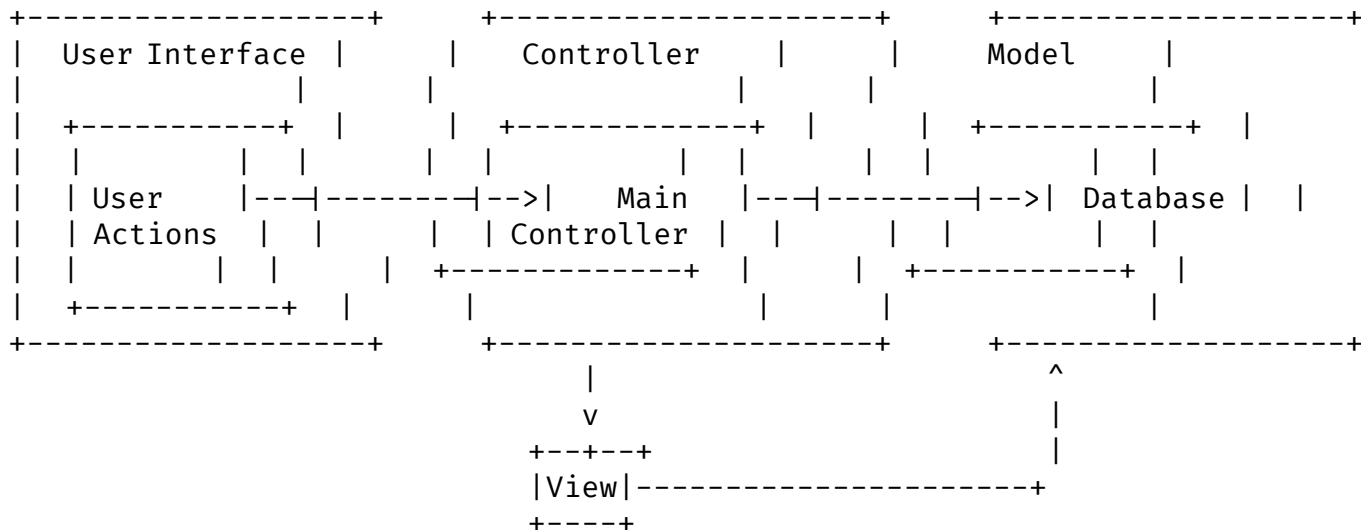 User Interface Controller Model
User Main Database
Actions Controller
View